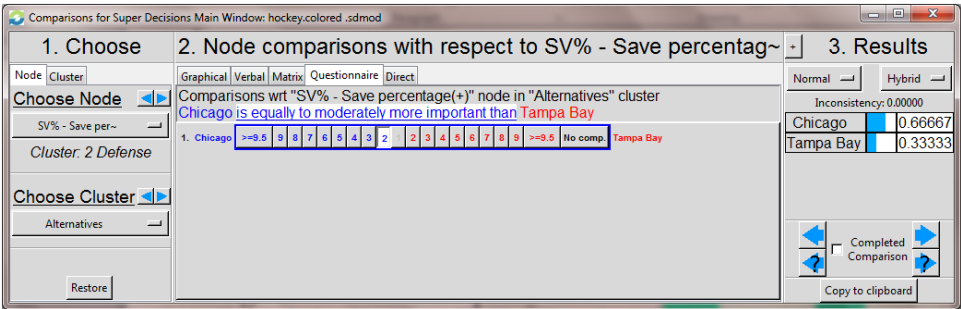 Comparisons for Super Decisions Main Window: hockey.colored .sdmod
1. Choose
Node Cluster
Choose Node
SV% - Save per~
Cluster: 2 Defense
Choose Cluster
Alternatives
Restore
2. Node comparisons with respect to SV% - Save percentag~
Graphical Verbal Matrix Questionnaire Direct
Comparisons wrt "SV% - Save percentage(+)" node in "Alternatives" cluster
Chicago is equally to moderately more important than Tampa Bay
1. Chicago >=9.5 9 8 7 6 5 4 3 2 1 2 3 4 5 6 7 8 9 >=9.5 No comp. Tampa Bay
+ 3. Results
Normal Hybrid
Inconsistency: 0.00000
Chicago 0.66667
Tampa Bay 0.33333
Completed
Comparison
? ?
Copy to clipboard